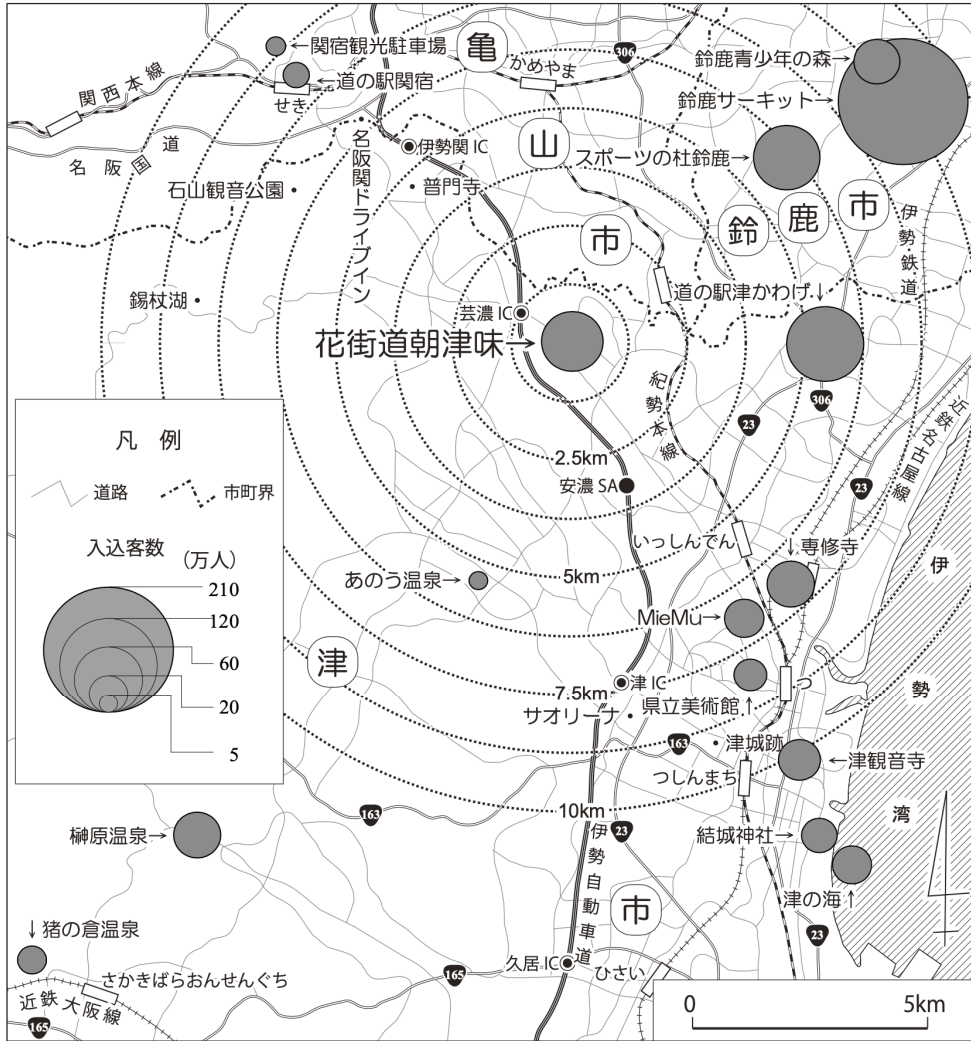 ←関宿観光駐車場
亀
306
鈴鹿青少年の森→
かめやま
←道の駅関宿
関西本線
せき
鈴鹿サーキット→
名阪国道
伊勢関 IC
山
スポーツの杜鈴鹿→
名阪関ドライブイン
普門寺
石山観音公園
市
鈴
鹿
市
伊勢鉄道
錫杖湖
道の駅津かわげ↓
芸濃 IC
花街道朝津味→
紀勢本線
306
23
近鉄名古屋線
凡 例
道路
市町界
入込客数
(万人)
210
120
60
20
5
2.5km
安濃 SA
23
いっしんでん
↓専修寺
伊勢湾
あのう温泉→
5km
MieMu→
津
津 IC
つ
7.5km
県立美術館↑
サオリーナ
163
津城跡
←津観音寺
つしんまち
10km
163
23
榊原温泉→
結城神社→
伊勢自動車道
津の海↑
市
↓猪の倉温泉
23
久居 IC
ひさい
165
さかきばらおんせんぐち
近鉄大阪線
165
0
5km